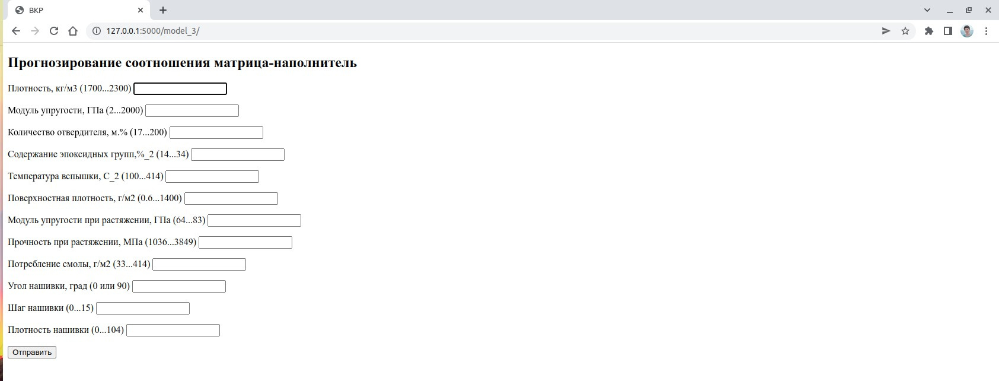 ВКР
127.0.0.1:5000/model_3/
Прогнозирование соотношения матрица-наполнитель
Плотность, кг/м3 (1700...2300)
Модуль упругости, ГПа (2...2000)
Количество отвердителя, м.% (17...200)
Содержание эпоксидных групп,%_2 (14...34)
Температура вспышки, С_2 (100...414)
Поверхностная плотность, г/м2 (0.6...1400)
Модуль упругости при растяжении, ГПа (64...83)
Прочность при растяжении, МПа (1036...3849)
Потребление смолы, г/м2 (33...414)
Угол нашивки, град (0 или 90)
Шаг нашивки (0...15)
Плотность нашивки (0...104)
Отправить